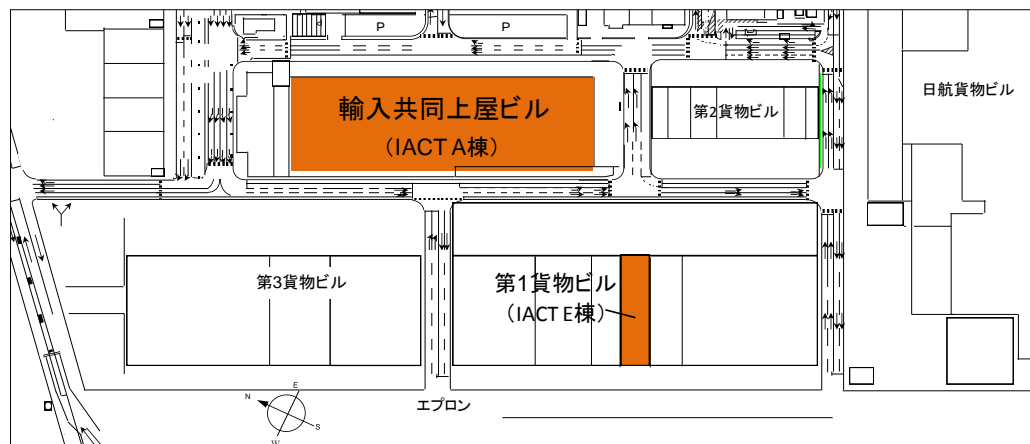 P
P
輸入共同上屋ビル
(IACT A棟)
第2貨物ビル
日航貨物ビル
第3貨物ビル
第1貨物ビル
(IACT E棟)
エプロン
E
N
S
W